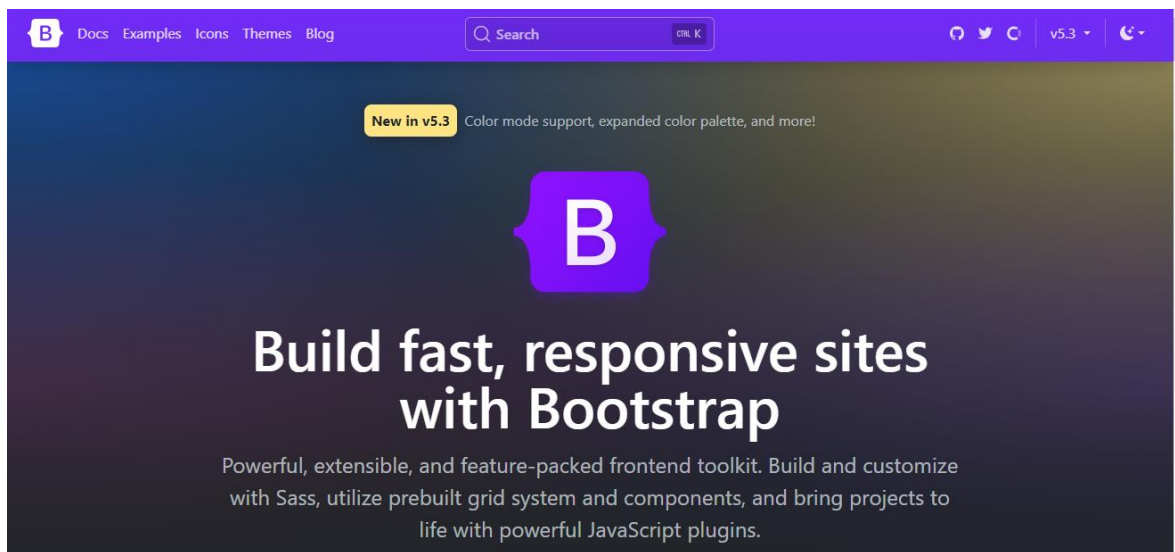 B Docs Examples Icons Themes Blog Search CTRL K v5.3
New in v5.3 Color mode support, expanded color palette, and more!
B
Build fast, responsive sites
with Bootstrap
Powerful, extensible, and feature-packed frontend toolkit. Build and customize
with Sass, utilize prebuilt grid system and components, and bring projects to
life with powerful JavaScript plugins.